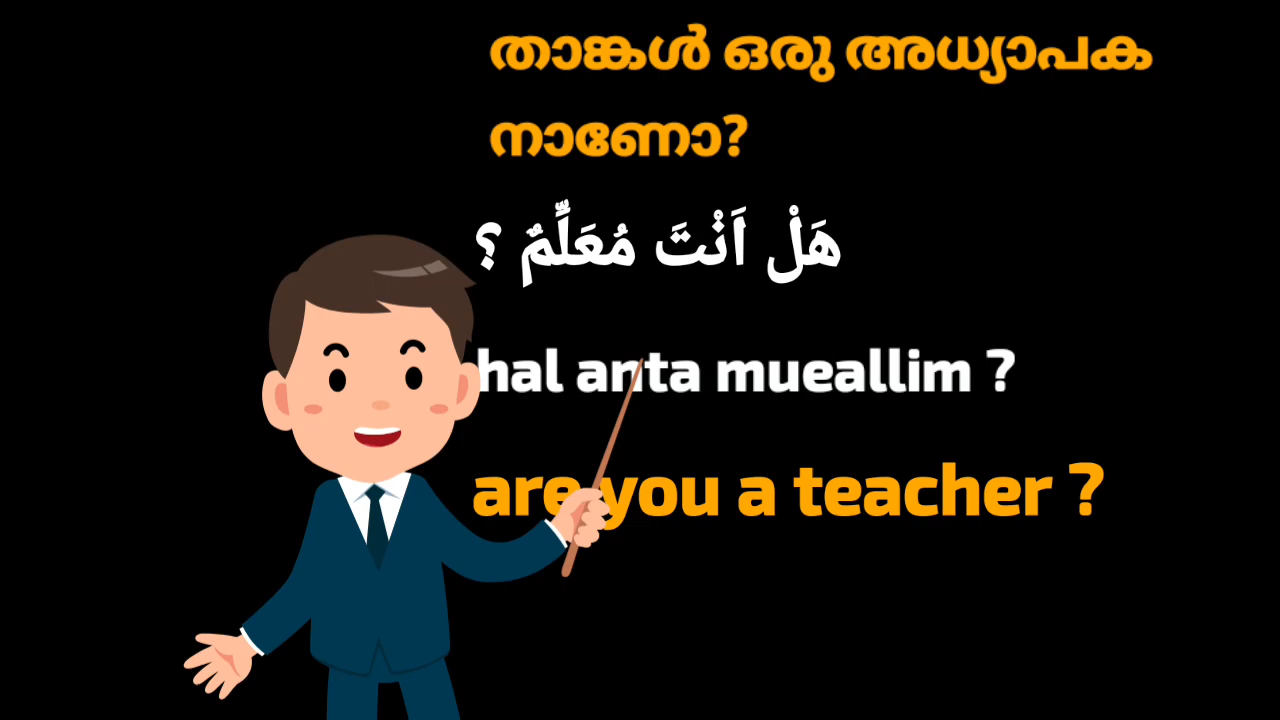 താങ്കൾ ഒരു അധ്യാപക
നാണോ?
هَلْ اَنْتَ مُعَلِّمٌ ؟
hal anta mueallim ?
are you a teacher ?